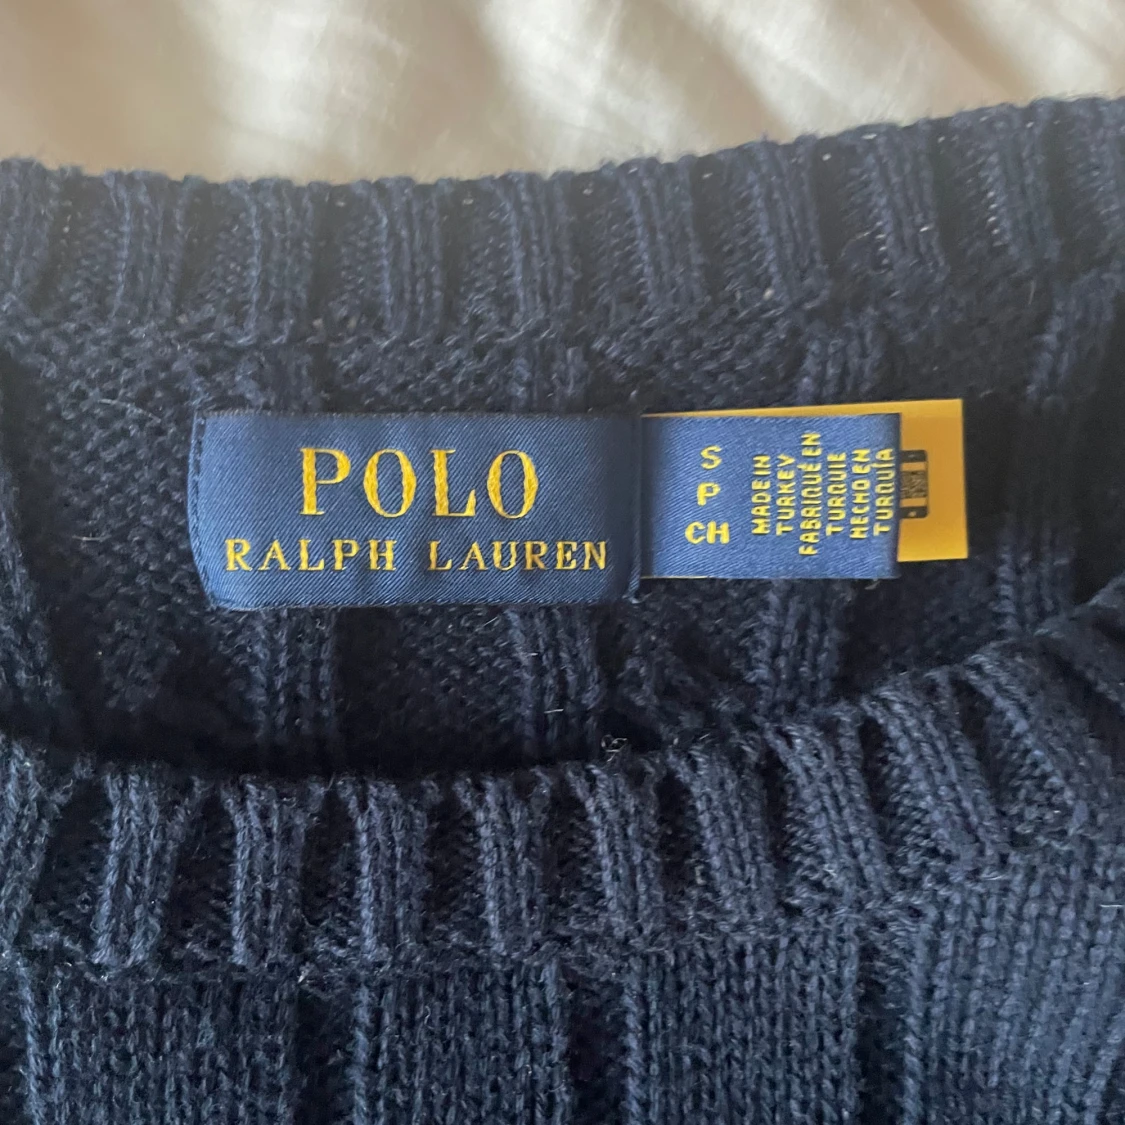 POLO
RALPH LAUREN
S
P
CH
MADE IN
TURKEY
FABRIQUÉ EN
TURQUIE
HECHO EN
TURQUÍA